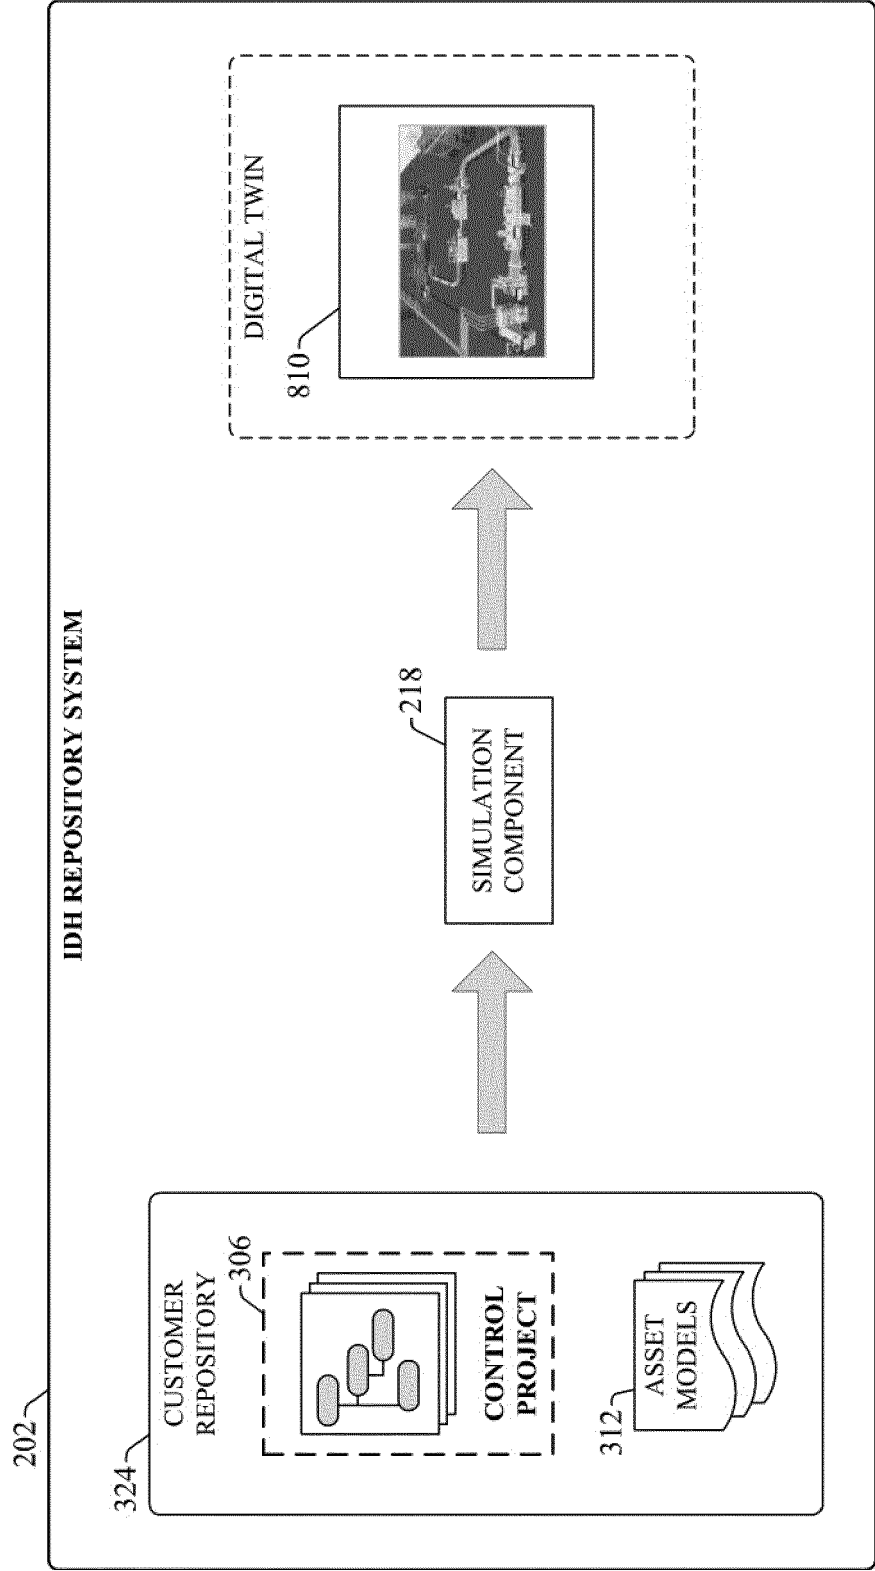 202
IDH REPOSITORY SYSTEM
324
CUSTOMER
REPOSITORY
306
CONTROL
PROJECT
312
ASSET
MODELS
218
SIMULATION
COMPONENT
DIGITAL TWIN
810